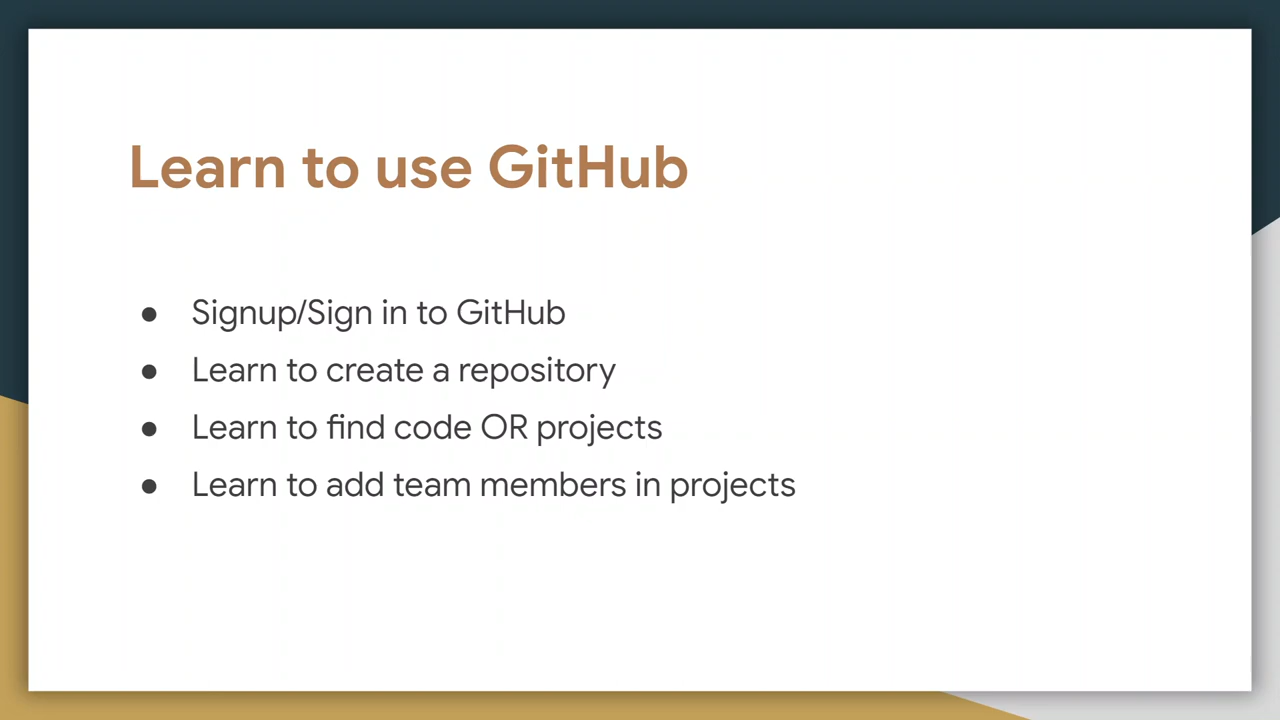 Learn to use GitHub
● Signup/Sign in to GitHub
● Learn to create a repository
● Learn to find code OR projects
● Learn to add team members in projects